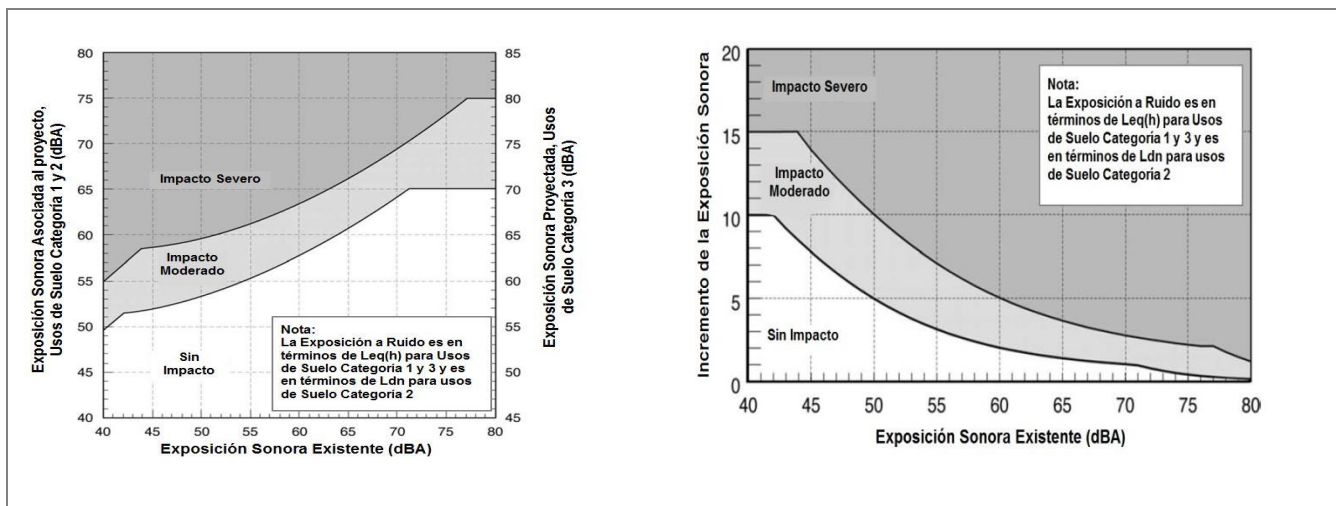 Exposición Sonora Asociada al proyecto,
Usos de Suelo Categoría 1 y 2 (dBA)
80
75
70
65
60
55
50
45
40
Impacto Severo
Impacto
Moderado
Sin
Impacto
Nota:
La Exposición a Ruido es en
términos de Leq(h) para Usos
de Suelo Categoría 1 y 3 y es
en términos de Ldn para usos
de Suelo Categoría 2
40 45 50 55 60 65 70 75 80
Exposición Sonora Existente (dBA)
85
80
75
70
65
60
55
50
45
Exposición Sonora Proyectada, Usos
de Suelo Categoría 3 (dBA)
Incremento de la Exposición Sonora
20
15
10
5
0
Impacto Severo
Impacto
Moderado
Sin Impacto
Nota:
La Exposición a Ruido es en
términos de Leq(h) para Usos
de Suelo Categoría 1 y 3 y es
en términos de Ldn para usos
de Suelo Categoría 2
40 45 50 55 60 65 70 75 80
Exposición Sonora Existente (dBA)